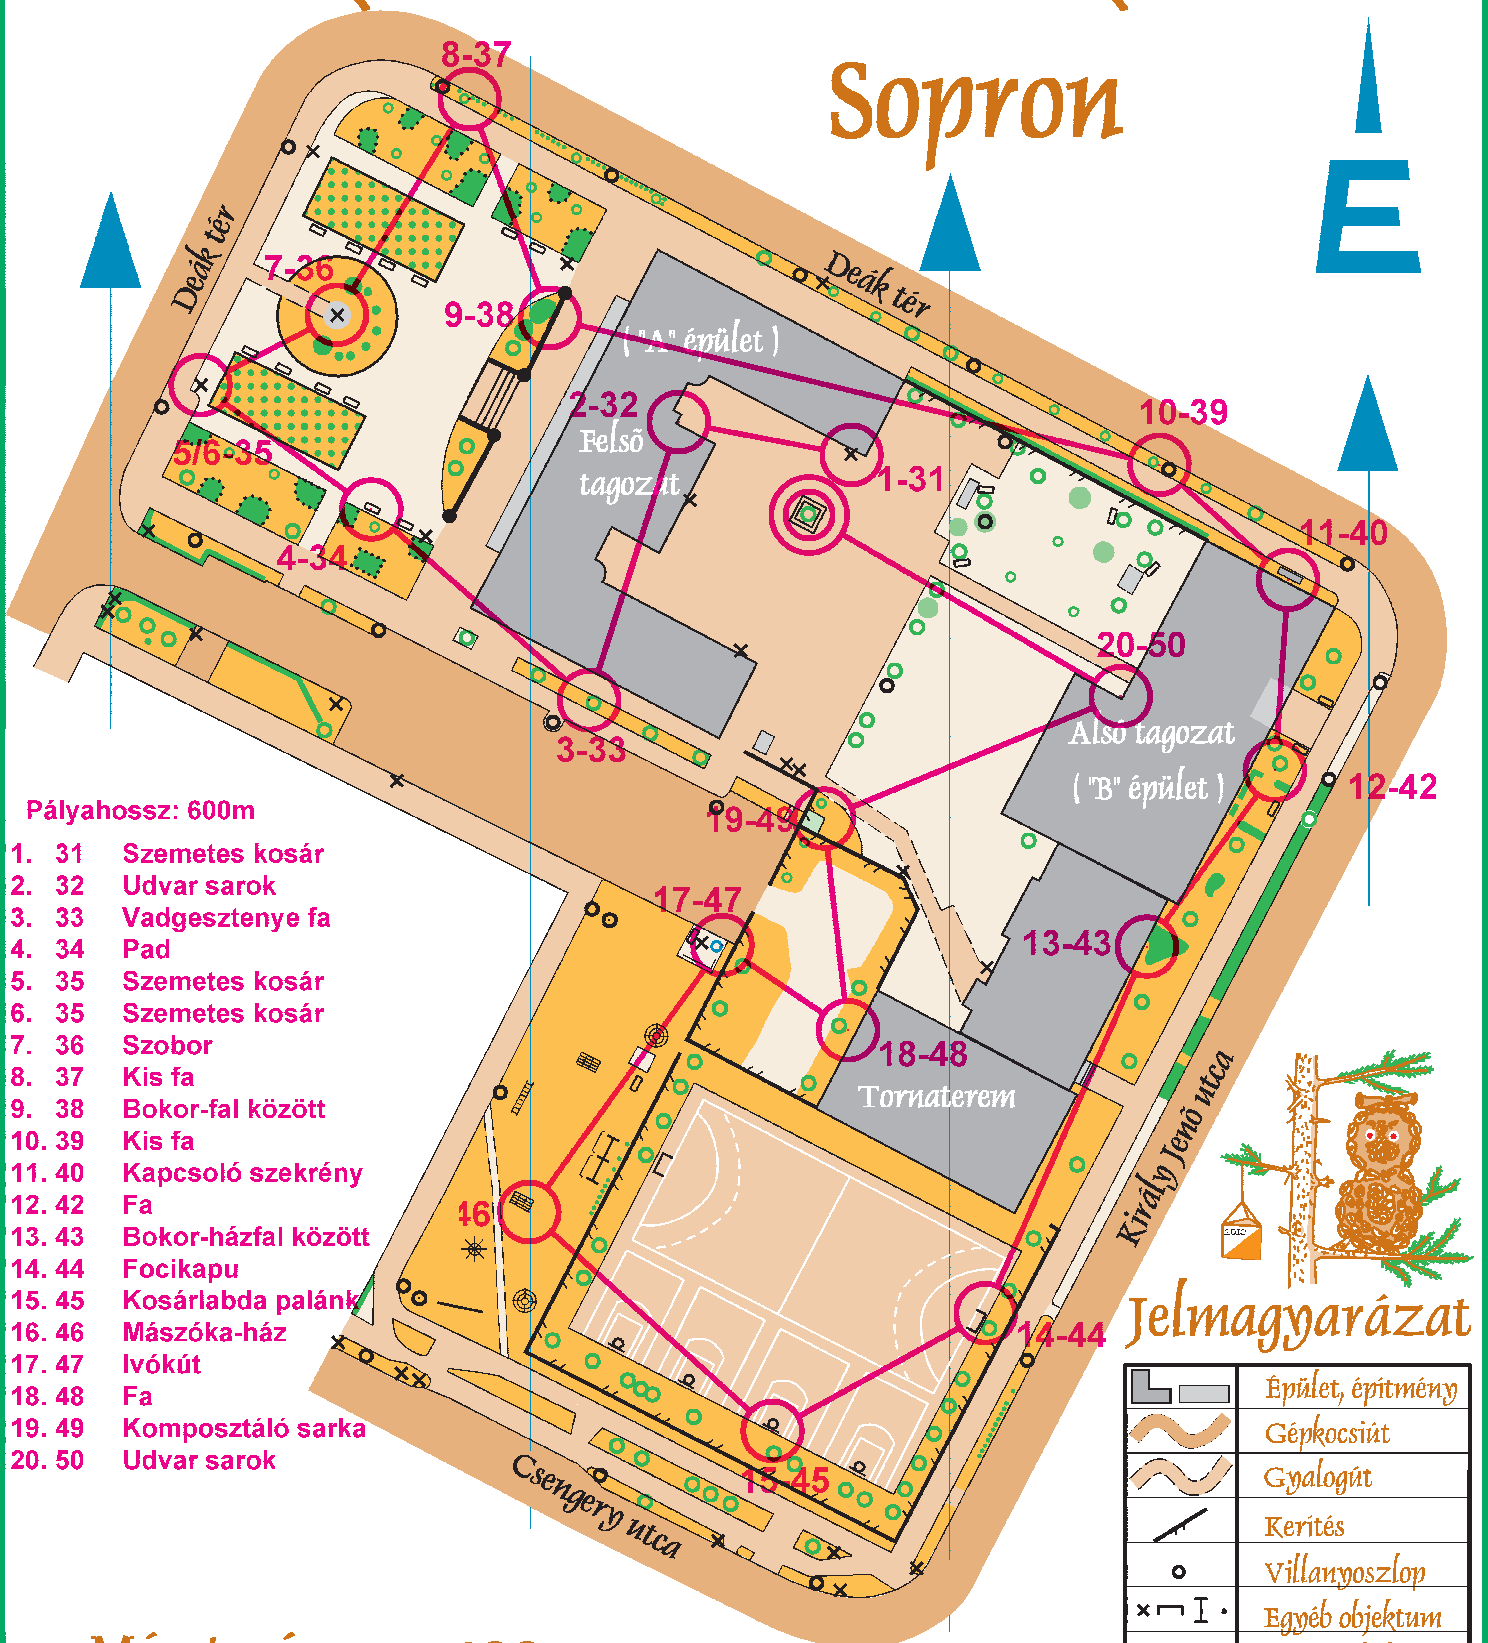 Sopron
E
8-37
Deák tér
7-36
Deák tér
9-38
( "A" épület )
2-32
10-39
Felső
tagozat
5/6-35
1-31
11-40
4-34
20-50
3-33
Alsó tagozat
( "B" épület )
12-42
19-49
17-47
13-43
18-48
Tornaterem
46
Király Jenő utca
14-44
15-45
Csengery utca
Pályahossz: 600m
1. 31 Szemetes kosár
2. 32 Udvar sarok
3. 33 Vadgesztenye fa
4. 34 Pad
5. 35 Szemetes kosár
6. 35 Szemetes kosár
7. 36 Szobor
8. 37 Kis fa
9. 38 Bokor-fal között
10. 39 Kis fa
11. 40 Kapcsoló szekrény
12. 42 Fa
13. 43 Bokor-házfal között
14. 44 Focikapu
15. 45 Kosárlabda palánk
16. 46 Mászóka-ház
17. 47 Ivókút
18. 48 Fa
19. 49 Komposztáló sarka
20. 50 Udvar sarok
Jelmagyarázat
Épület, építmény
Gépkocsiút
Gyalogút
Kerítés
Villanyoszlop
Egyéb objektum